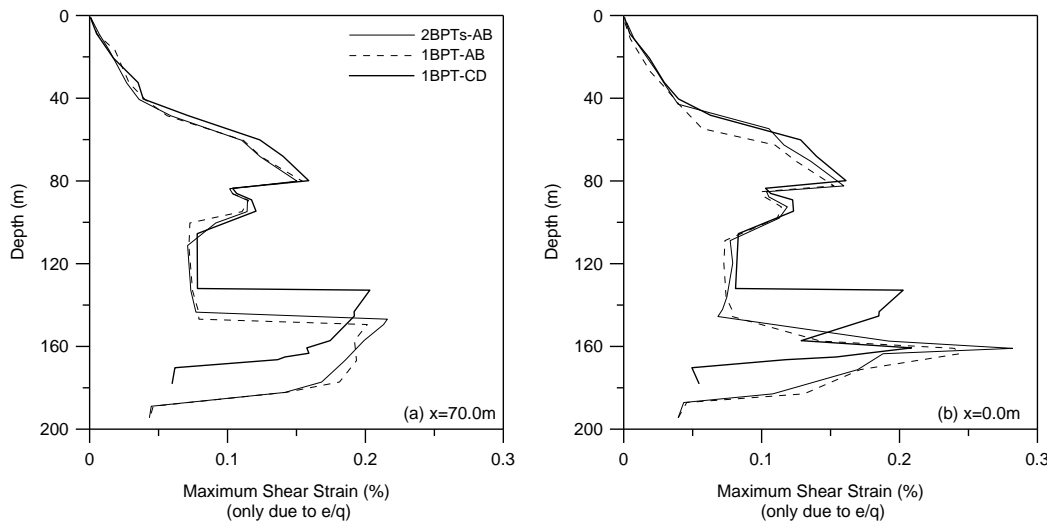 0
40
80
120
160
200
Depth (m)
0
0.1
0.2
0.3
Maximum Shear Strain (%)
(only due to e/q)
2BPTs-AB
1BPT-AB
1BPT-CD
(a) x=70.0m
0
40
80
120
160
200
Depth (m)
0
0.1
0.2
0.3
Maximum Shear Strain (%)
(only due to e/q)
(b) x=0.0m